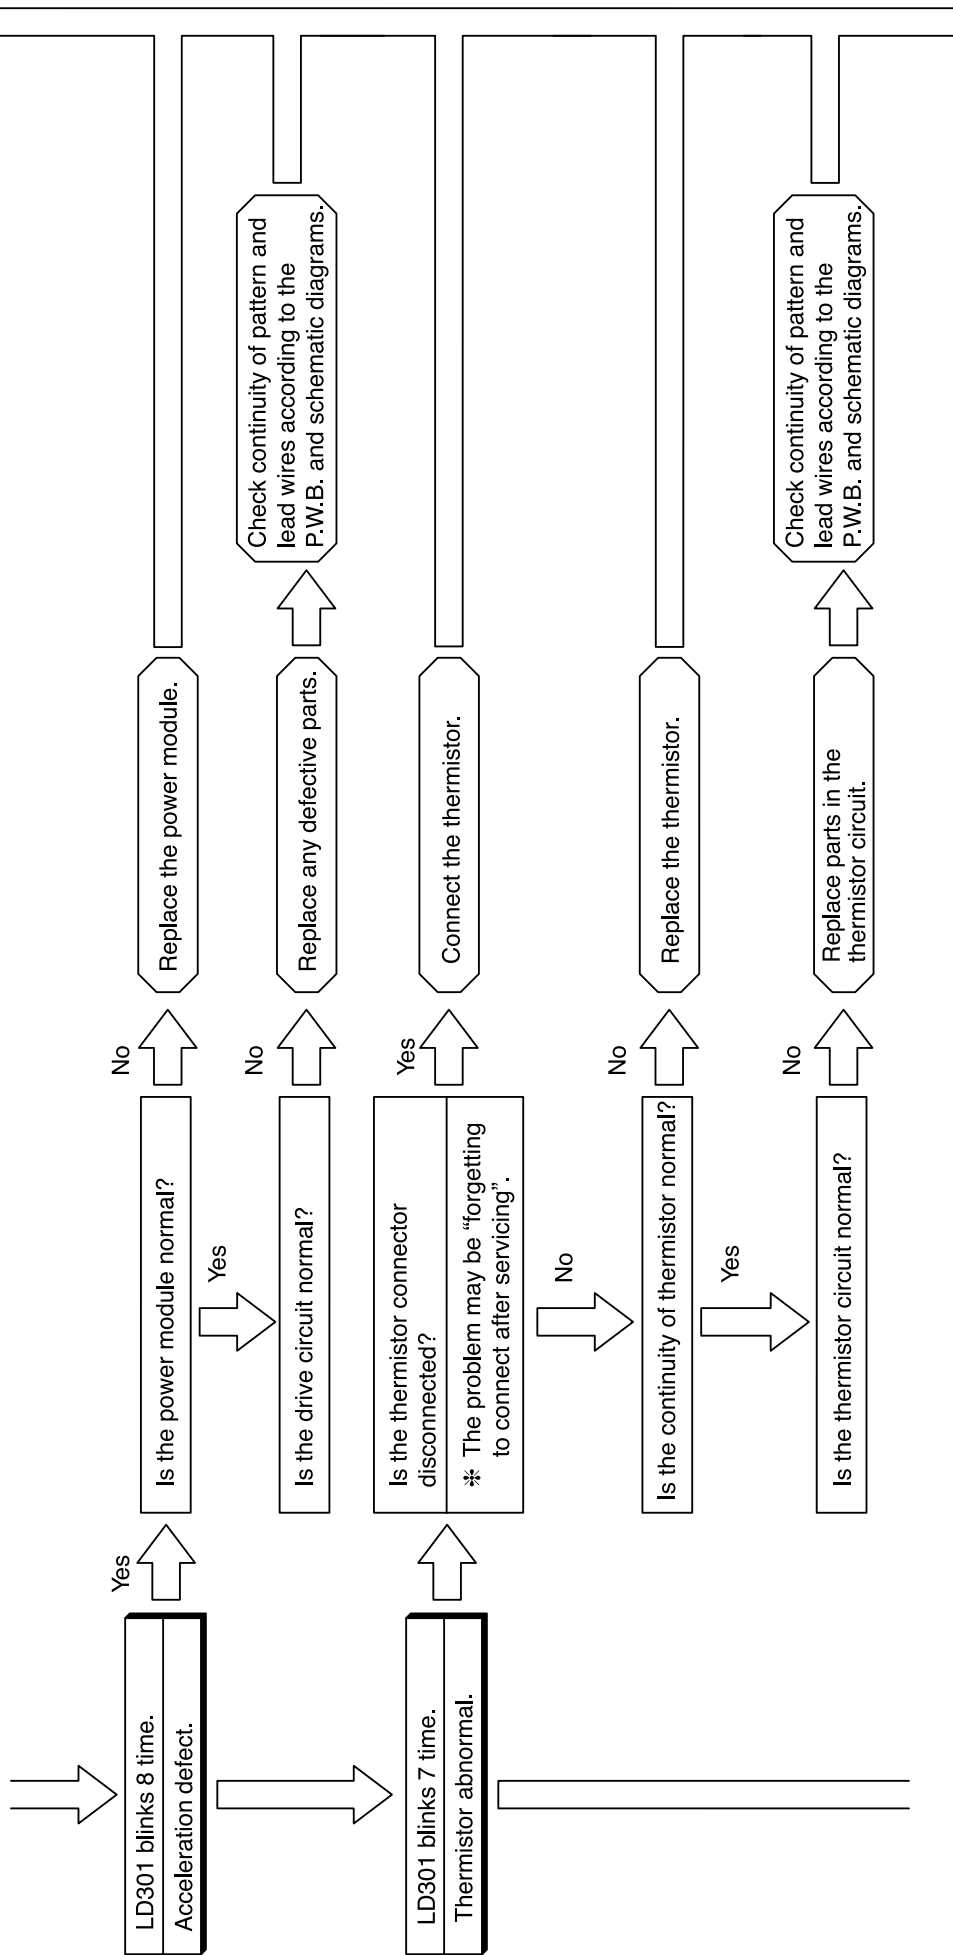 LD301 blinks 8 time.
Acceleration defect.
Yes
Is the power module normal?
No
Replace the power module.
Yes
Is the drive circuit normal?
No
Replace any defective parts.
Check continuity of pattern and
lead wires according to the
P.W.B. and schematic diagrams.
LD301 blinks 7 time.
Thermistor abnormal.
Is the thermistor connector
disconnected?
❉ The problem may be “forgetting
to connect after servicing”.
Yes
Connect the thermistor.
No
Is the continuity of thermistor normal?
No
Replace the thermistor.
Yes
Is the thermistor circuit normal?
No
Replace parts in the
thermistor circuit.
Check continuity of pattern and
lead wires according to the
P.W.B. and schematic diagrams.